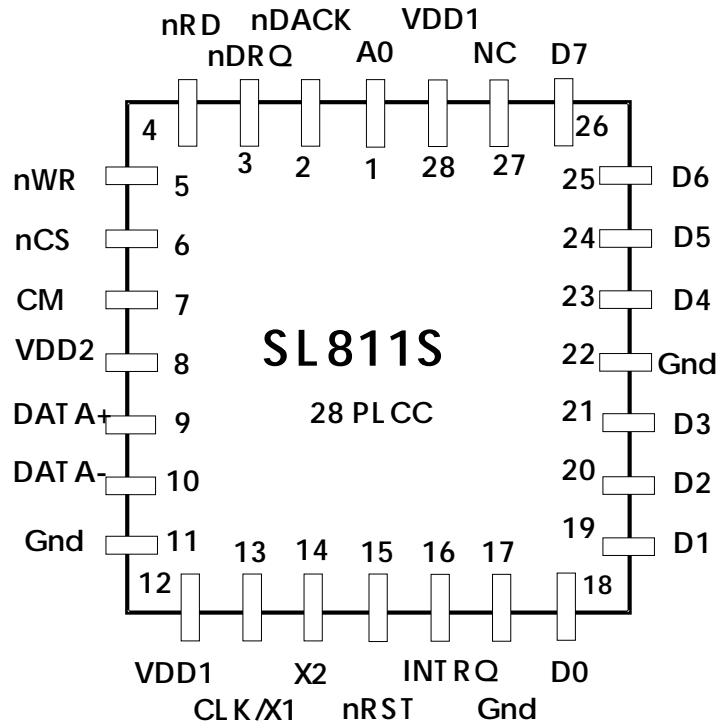 nRD
nDACK
VDD1
nDRQ
A0
NC
D7
4
3
2
1
28
27
26
nWR
5
25
D6
nCS
6
24
D5
CM
7
23
D4
VDD2
8
SL811S
22
Gnd
DATA+
9
28 PLCC
21
D3
DATA-
10
20
D2
Gnd
11
19
D1
12
13
14
15
16
17
18
VDD1
X2
INTRQ
D0
CLK/X1
nRST
Gnd